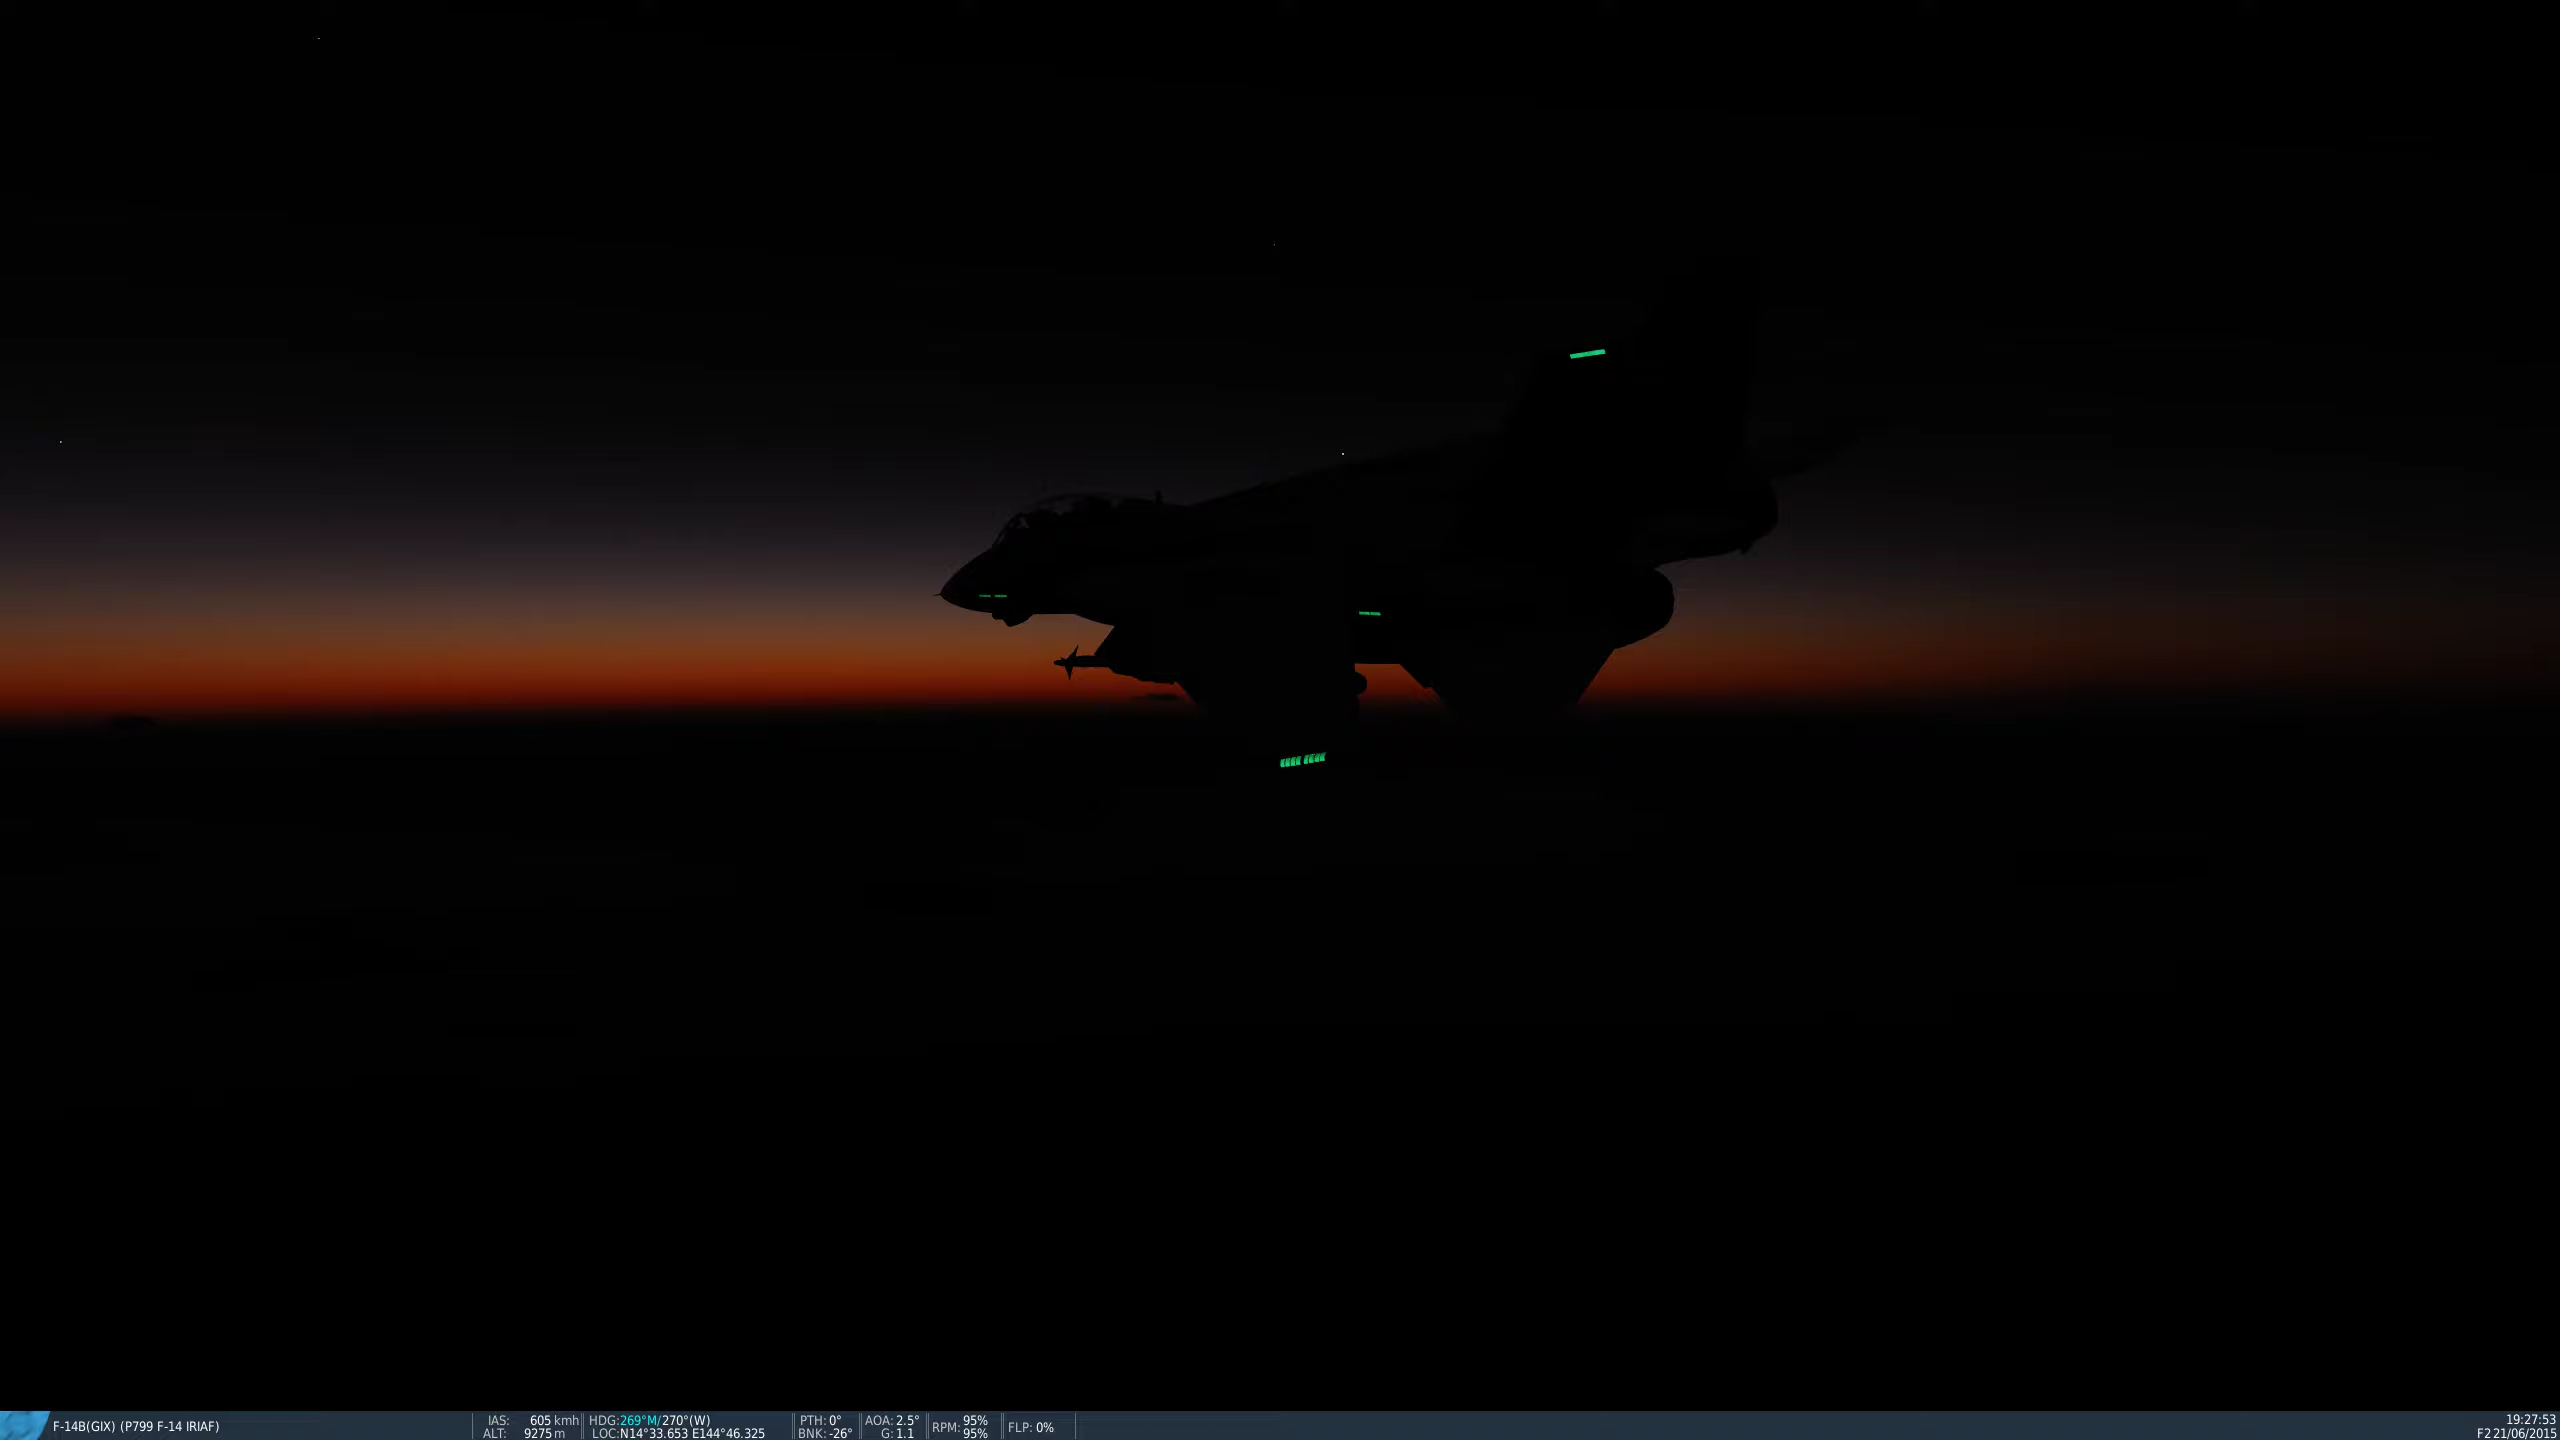 F-14B(GIX) (P799 F-14 IRIAF)
IAS: 605 kmh
ALT: 9275 m
HDG:269°M/270°(W)
LOC:N14°33.653 E144°46.325
PTH: 0°
BNK: -26°
AOA: 2.5°
G: 1.1
RPM: 95%
95%
FLP: 0%
19:27:53
F2 21/06/2015